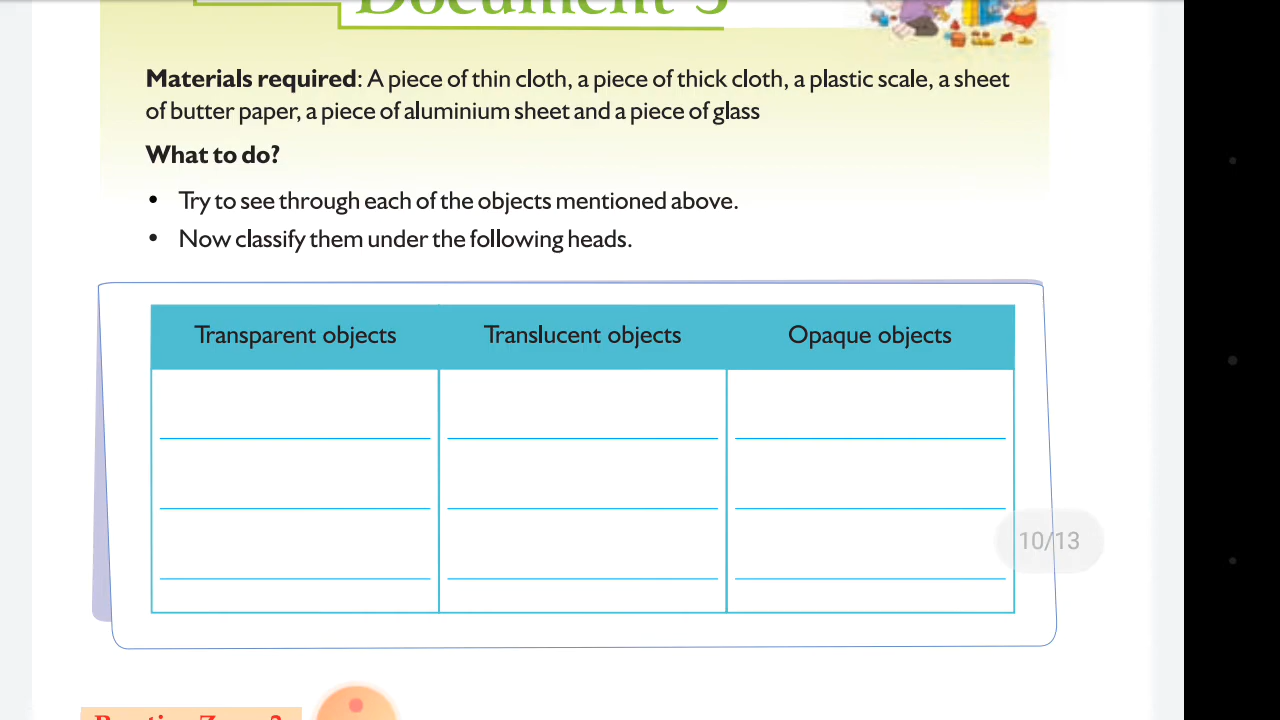 Document 3
Materials required: A piece of thin cloth, a piece of thick cloth, a plastic scale, a sheet
of butter paper, a piece of aluminium sheet and a piece of glass
What to do?
• Try to see through each of the objects mentioned above.
• Now classify them under the following heads.
Transparent objects
Translucent objects
Opaque objects
10/13